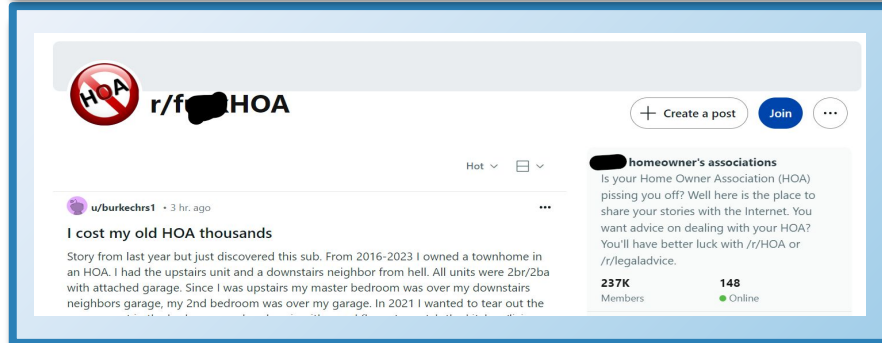 HOA
r/f HOA
Create a post
Join
Hot
homeowner's associations
Is your Home Owner Association (HOA)
pissing you off? Well here is the place to
share your stories with the Internet. You
want advice on dealing with your HOA?
You'll have better luck with /r/HOA or
/r/legaladvice.
237K 148
Members Online
u/burkechrs1 • 3 hr. ago
I cost my old HOA thousands
Story from last year but just discovered this sub. From 2016-2023 I owned a townhome in
an HOA. I had the upstairs unit and a downstairs neighbor from hell. All units were 2br/2ba
with attached garage. Since I was upstairs my master bedroom was over my downstairs
neighbors garage, my 2nd bedroom was over my garage. In 2021 I wanted to tear out the